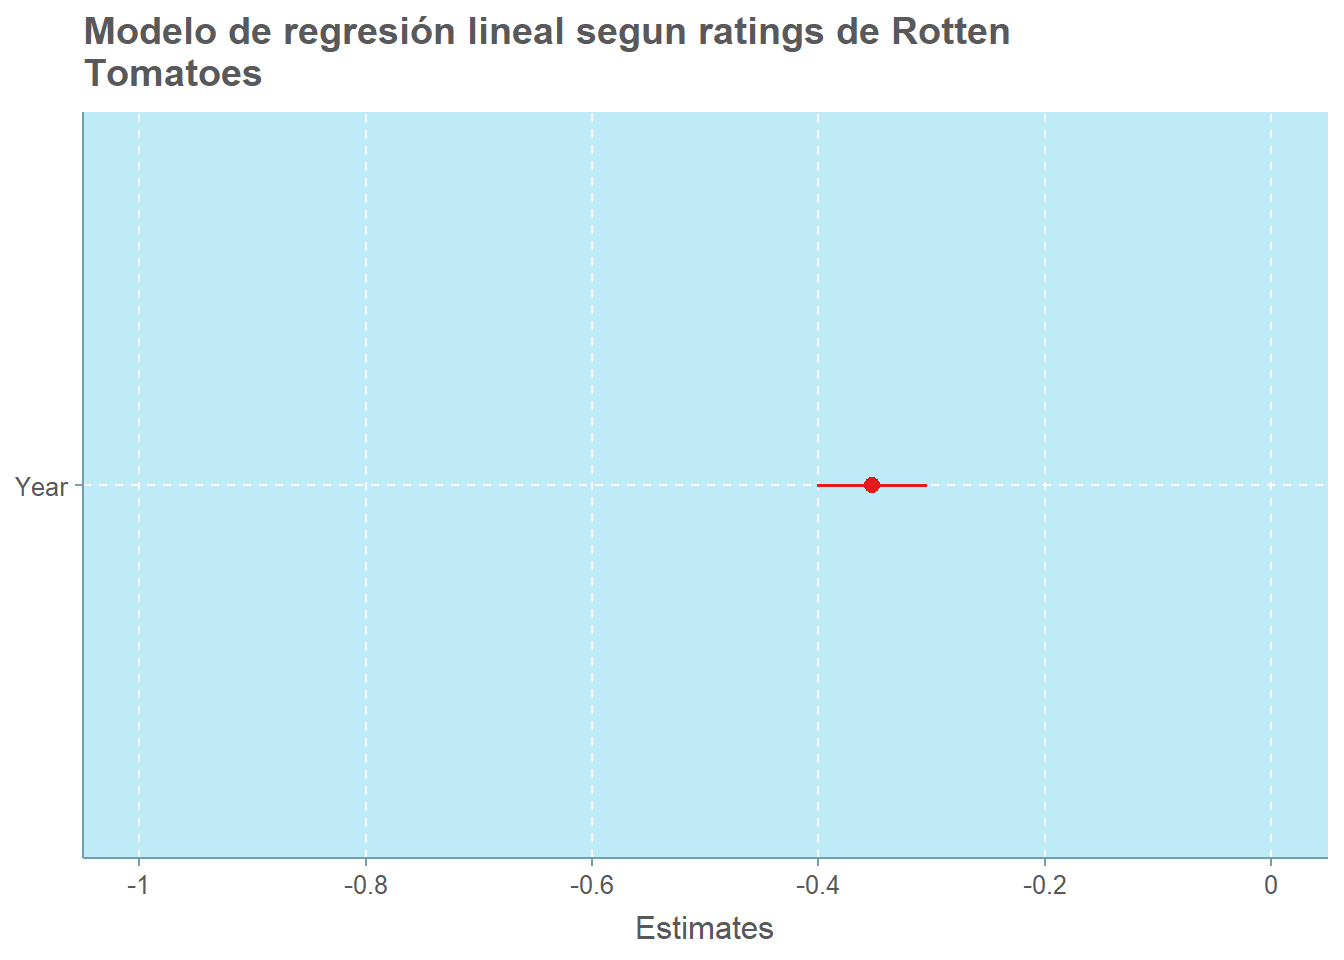 Modelo de regresión lineal segun ratings de Rotten
Tomatoes
Year
-1 -0.8 -0.6 -0.4 -0.2 0
Estimates